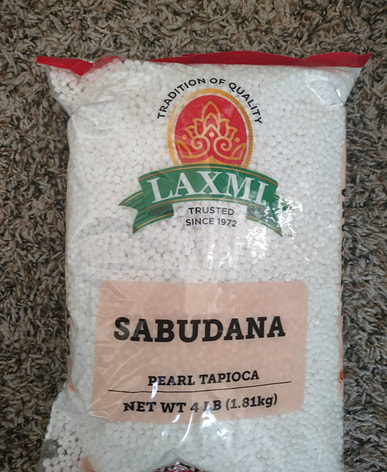 TRADITION OF QUALITY
LAXMI
TRUSTED
SINCE 1972
SABUDANA
PEARL TAPIOCA
NET WT 4 LB (1.81kg)